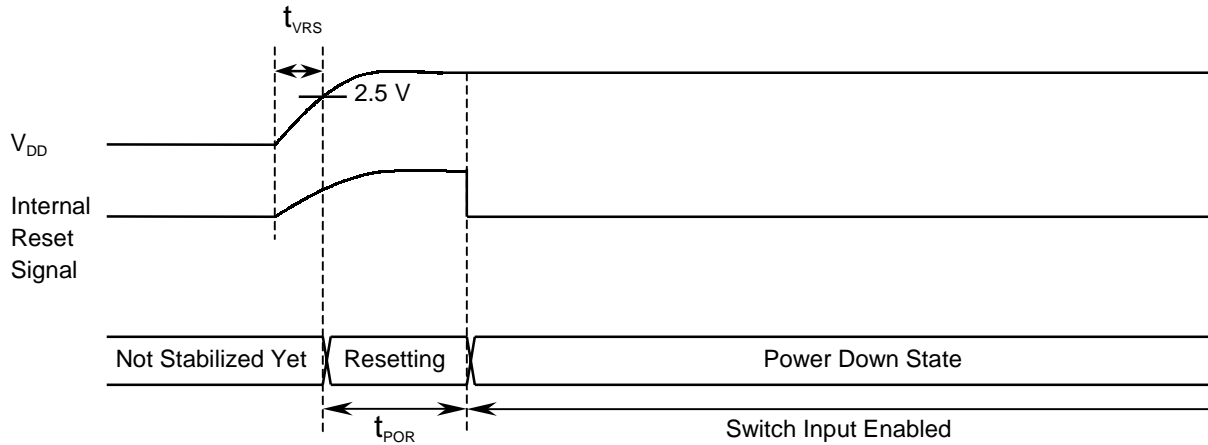 tVRS
2.5 V
VDD
Internal
Reset
Signal
Not Stabilized Yet
Resetting
Power Down State
tPOR
Switch Input Enabled